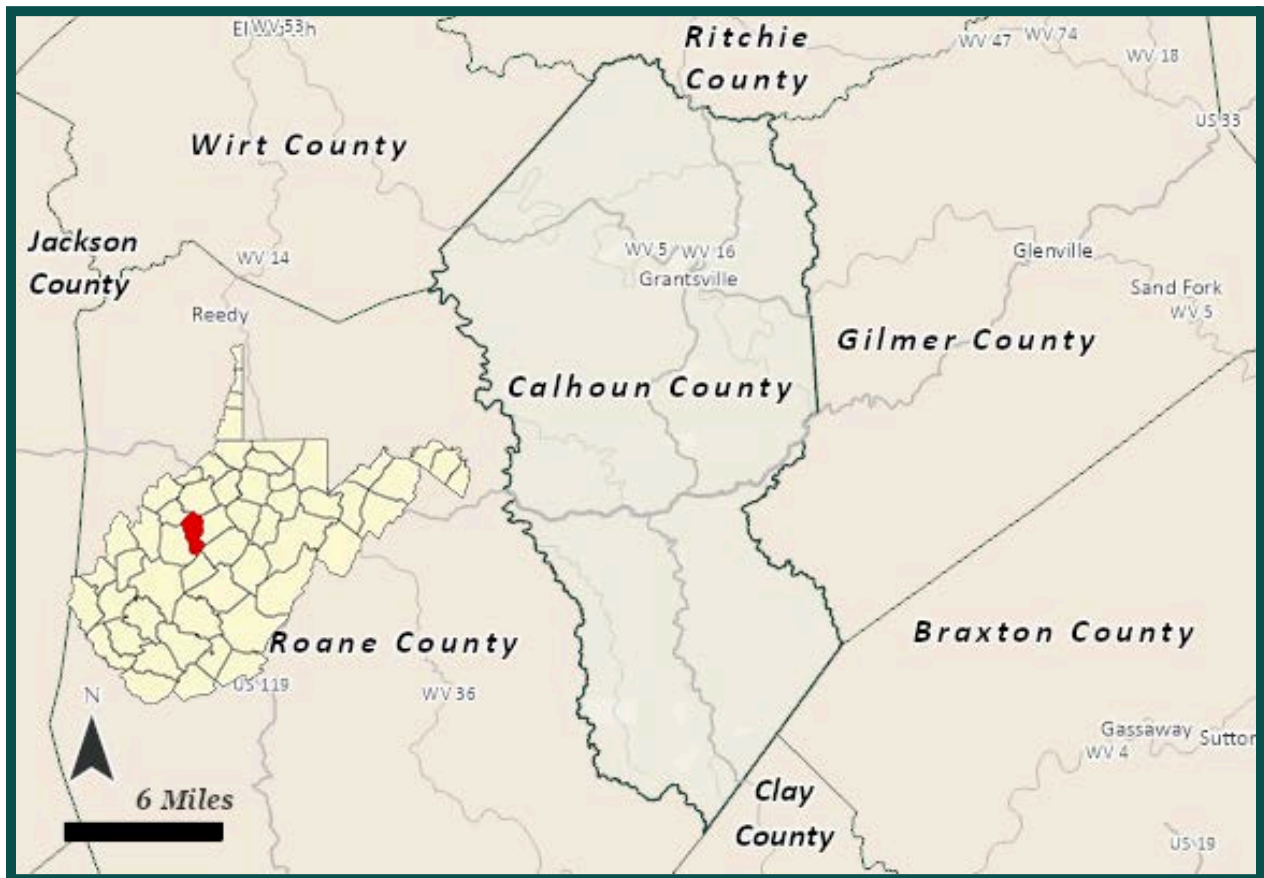 WV 53
Ritchie
County
WV 47
WV 74
WV 18
US 33
Wirt County
Jackson
County
WV 14
WV 5
WV 16
Grantsville
Glenville
Sand Fork
WV 5
Reedy
Gilmer County
Calhoun County
Roane County
Braxton County
US 119
WV 36
N
6 Miles
Gassaway
Sutton
WV 4
Clay
County
US 19